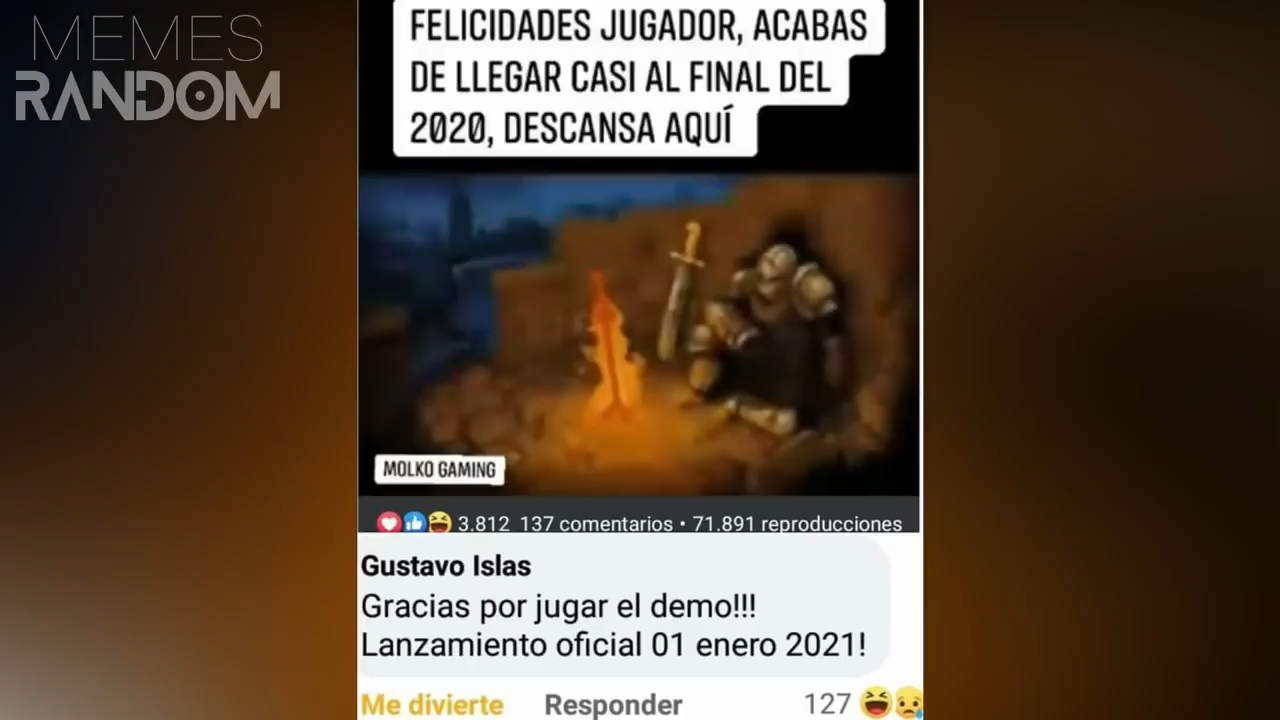 MEMES
RANDOM
FELICIDADES JUGADOR, ACABAS
DE LLEGAR CASI AL FINAL DEL
2020, DESCANSA AQUÍ
MOLKO GAMING
3.812 137 comentarios • 71.891 reproducciones
Gustavo Islas
Gracias por jugar el demo!!!
Lanzamiento oficial 01 enero 2021!
Me divierte Responder 127